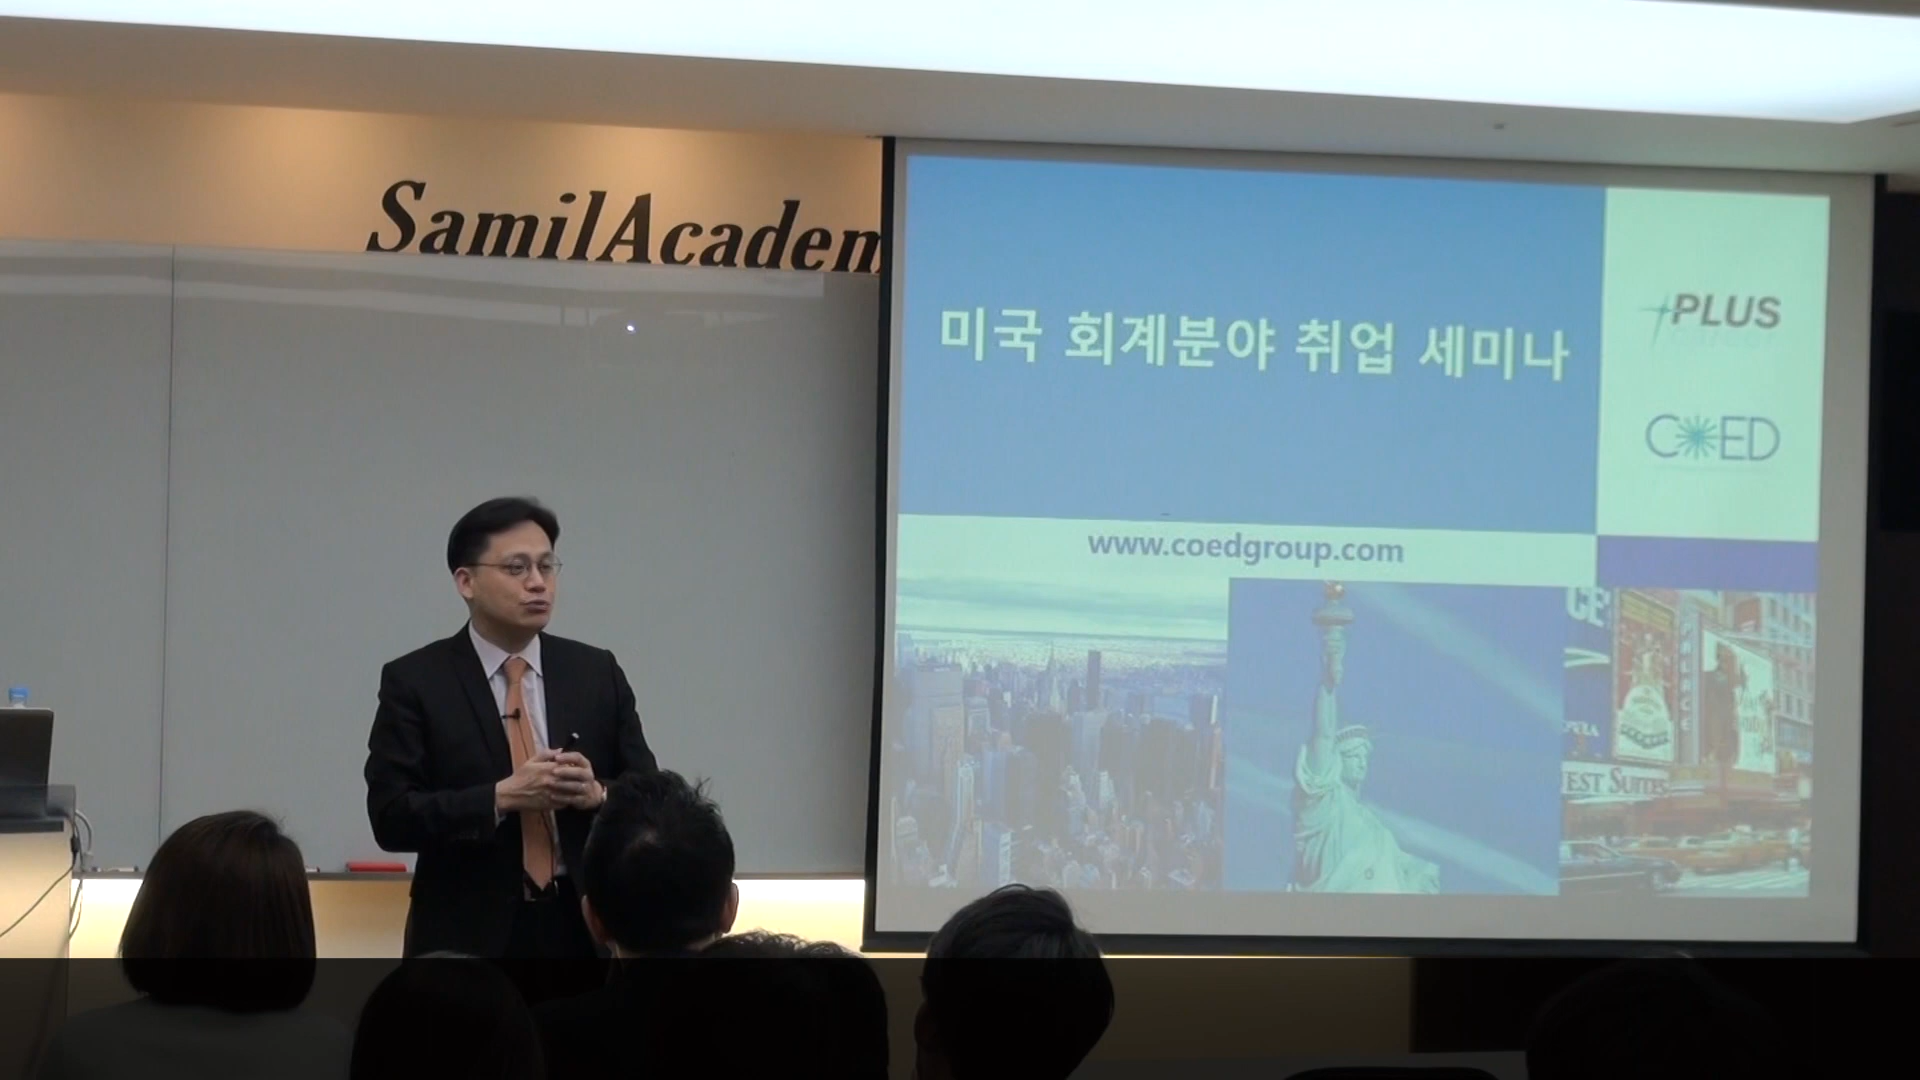 SamilAcadem
미국 회계분야 취업 세미나
PLUS
COED
www.coedgroup.com
CE
EST SUITES